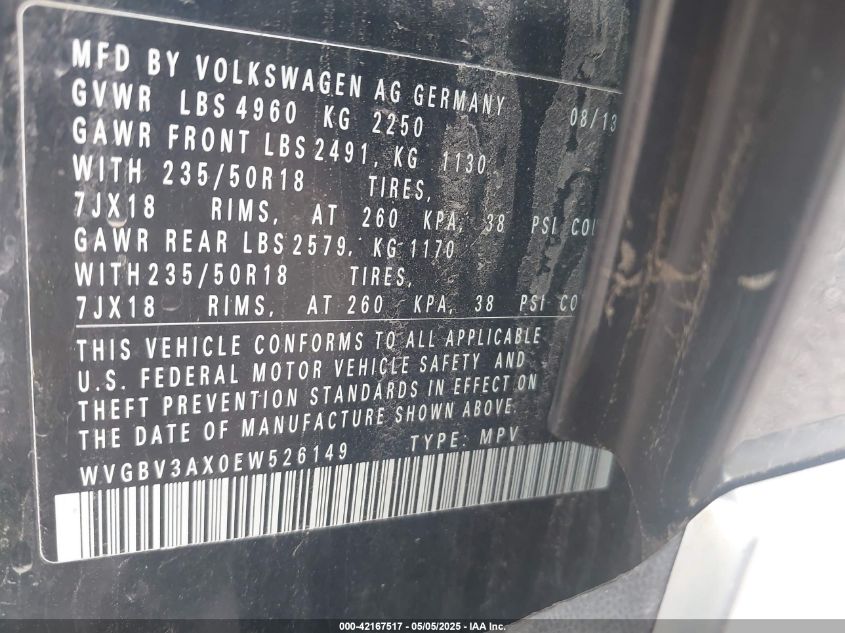 MFD BY VOLKSWAGEN AG GERMANY 08/13
GVWR LBS 4960 KG 2250
GAWR FRONT LBS 2491, KG 1130
WITH 235/50R18 TIRES,
7JX18 RIMS, AT 260 KPA, 38 PSI COL
GAWR REAR LBS 2579, KG 1170
WITH 235/50R18 TIRES,
7JX18 RIMS, AT 260 KPA, 38 PSI CO
THIS VEHICLE CONFORMS TO ALL APPLICABLE
U.S. FEDERAL MOTOR VEHICLE SAFETY AND
THEFT PREVENTION STANDARDS IN EFFECT ON
THE DATE OF MANUFACTURE SHOWN ABOVE.
WVGBV3AX0EW526149 TYPE: MPV
000-42167517 - 05/05/2025 - IAA Inc.